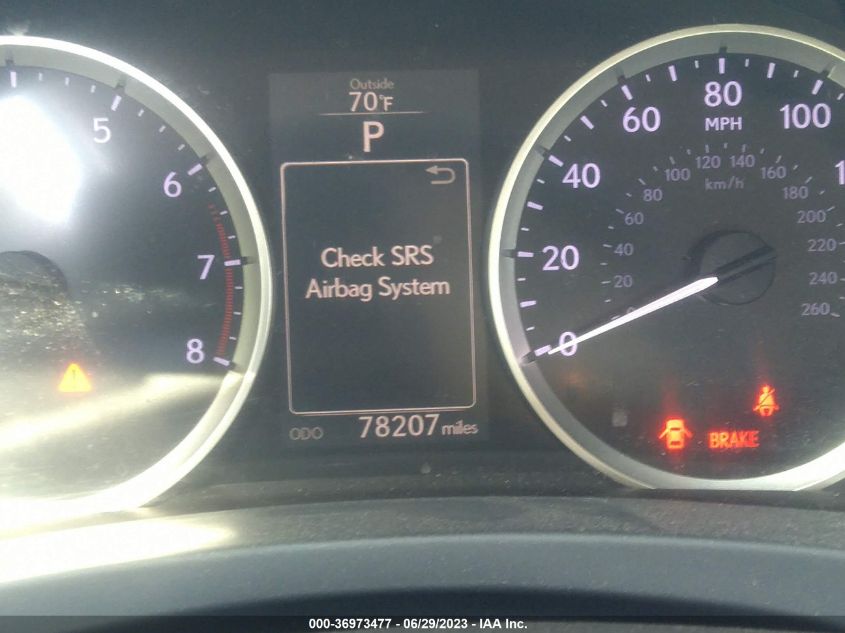 Outside
70°F
P
Check SRS
Airbag System
ODO 78207 miles
5
6
7
8
0
20
40
60
80
100
MPH
20
40
60
80
100
120
140
160
180
200
220
240
260
km/h
BRAKE
000-36973477 - 06/29/2023 - IAA Inc.